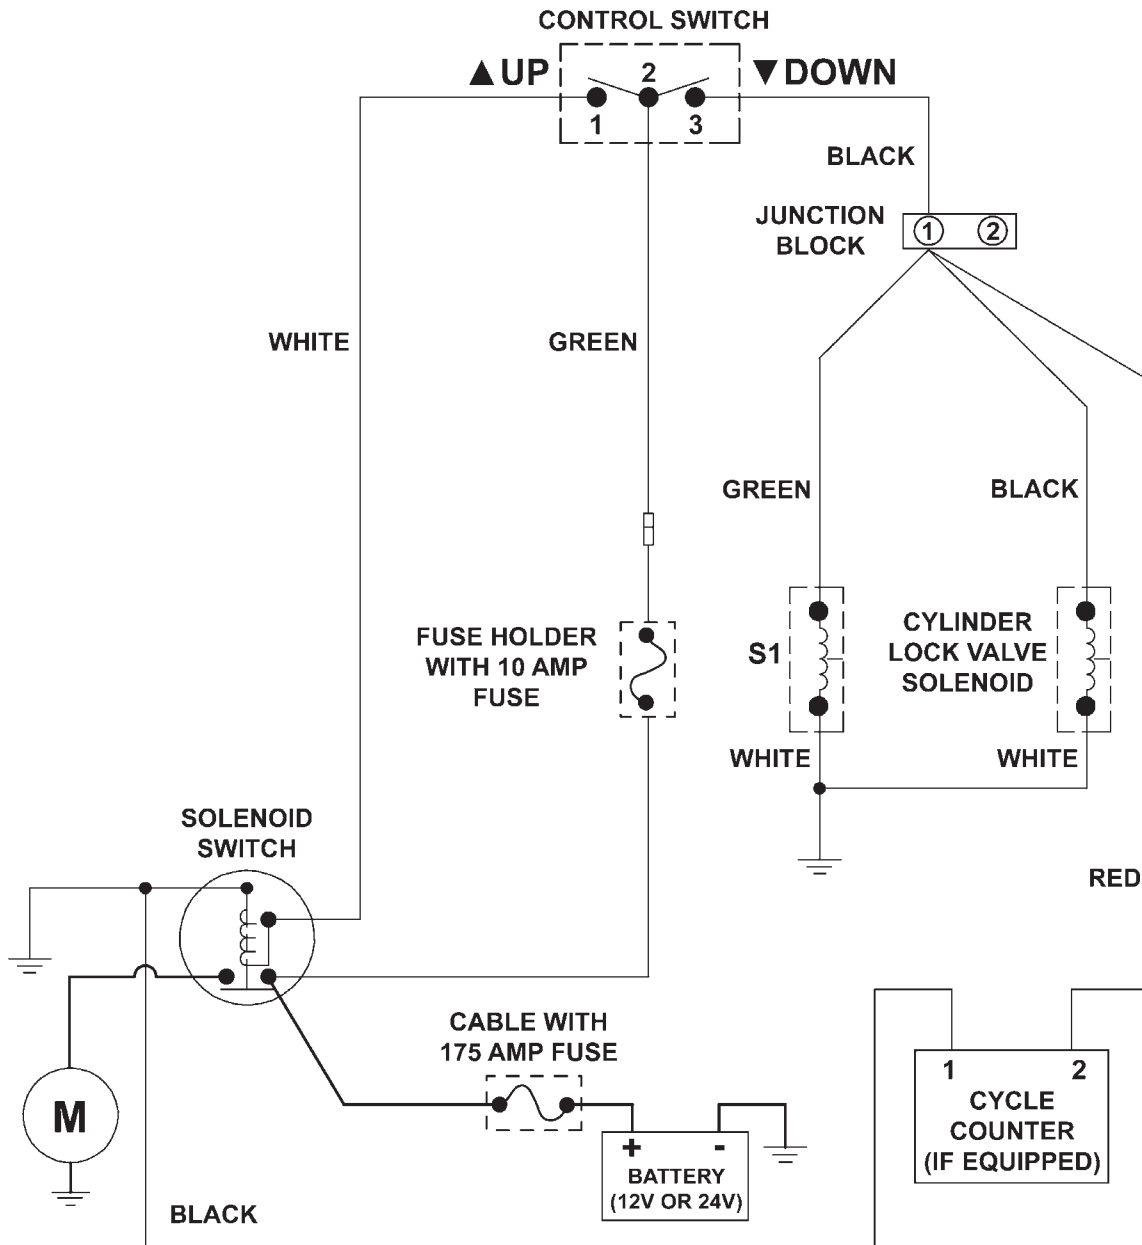 CONTROL SWITCH
▲UP
2
▼DOWN
1
3
BLACK
JUNCTION
BLOCK
1
2
WHITE
GREEN
GREEN
BLACK
FUSE HOLDER
WITH 10 AMP
FUSE
S1
CYLINDER
LOCK VALVE
SOLENOID
WHITE
WHITE
SOLENOID
SWITCH
RED
CABLE WITH
175 AMP FUSE
M
+
-
BATTERY
(12V OR 24V)
1
2
CYCLE
COUNTER
(IF EQUIPPED)
BLACK